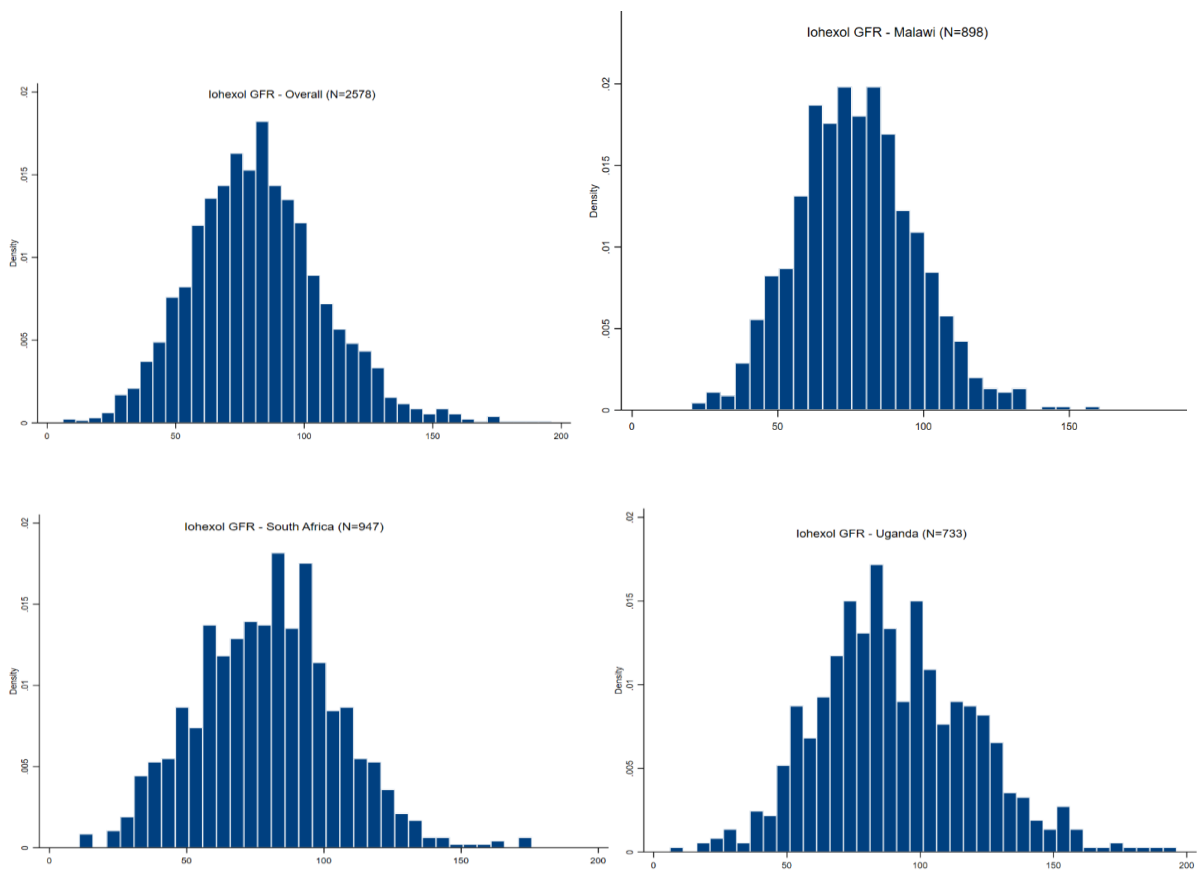 Iohexol GFR - Overall (N=2578)
Density
.02
.015
.01
.005
0
0 50 100 150 200
Iohexol GFR - Malawi (N=898)
Density
.02
.015
.01
.005
0
0 50 100 150
Iohexol GFR - South Africa (N=947)
Density
.02
.015
.01
.005
0
0 50 100 150 200
Iohexol GFR - Uganda (N=733)
Density
.02
.015
.01
.005
0
0 50 100 150 200